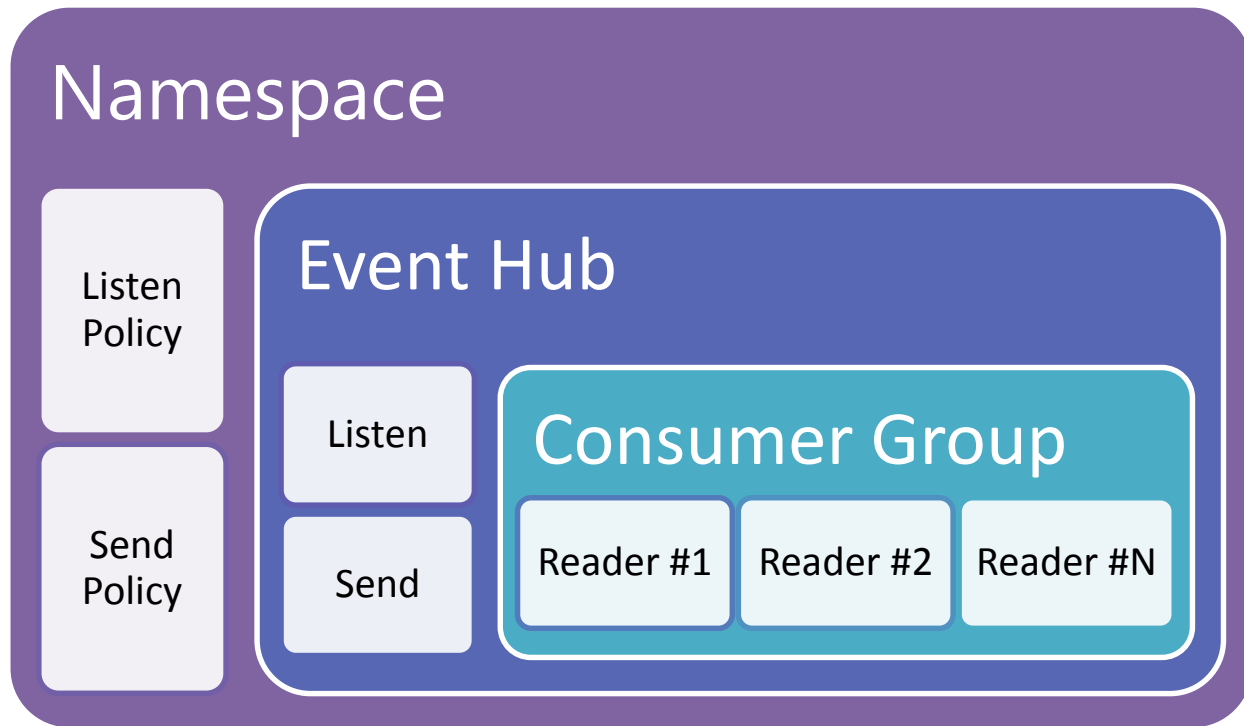 Namespace
Listen
Policy
Send
Policy
Event Hub
Listen
Send
Consumer Group
Reader #1
Reader #2
Reader #N